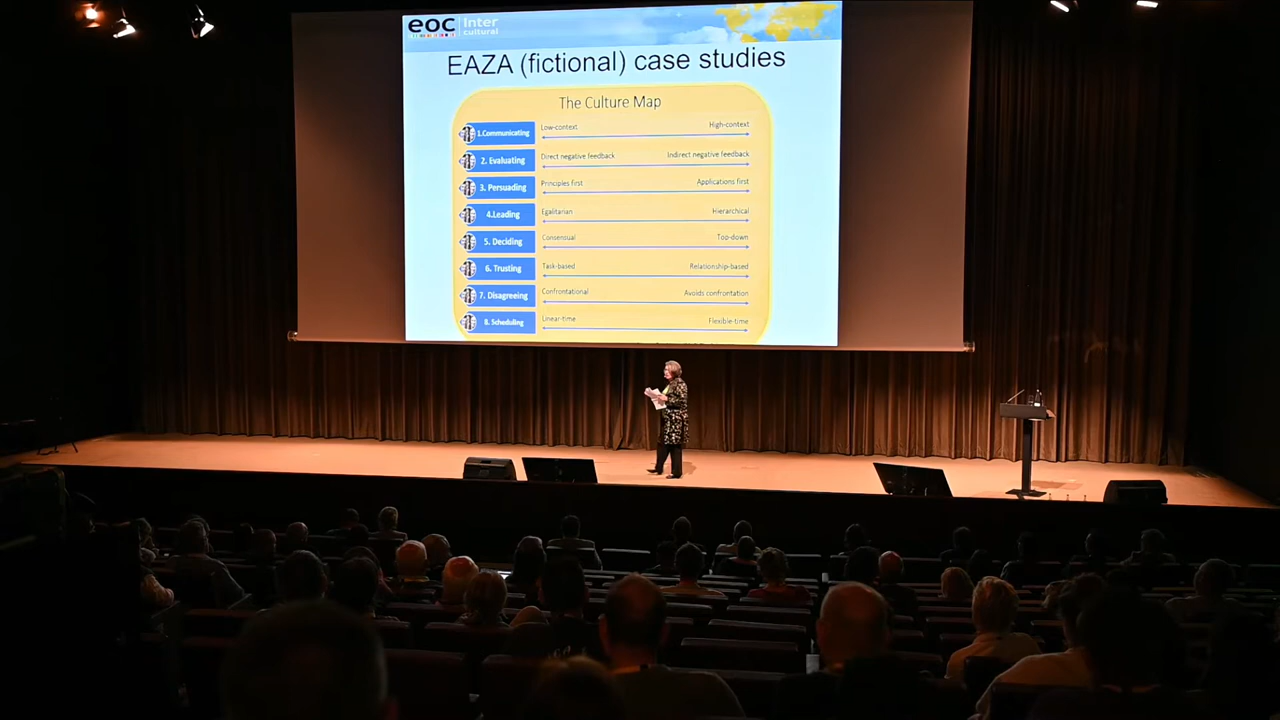 eoc Inter
cultural
EAZA (fictional) case studies
The Culture Map
1.Communicating Low-context High-context
2. Evaluating Direct negative feedback Indirect negative feedback
3. Persuading Principles first Applications first
4.Leading Egalitarian Hierarchical
5. Deciding Consensual Top-down
6. Trusting Task-based Relationship-based
7. Disagreeing Confrontational Avoids confrontation
8. Scheduling Linear-time Flexible-time